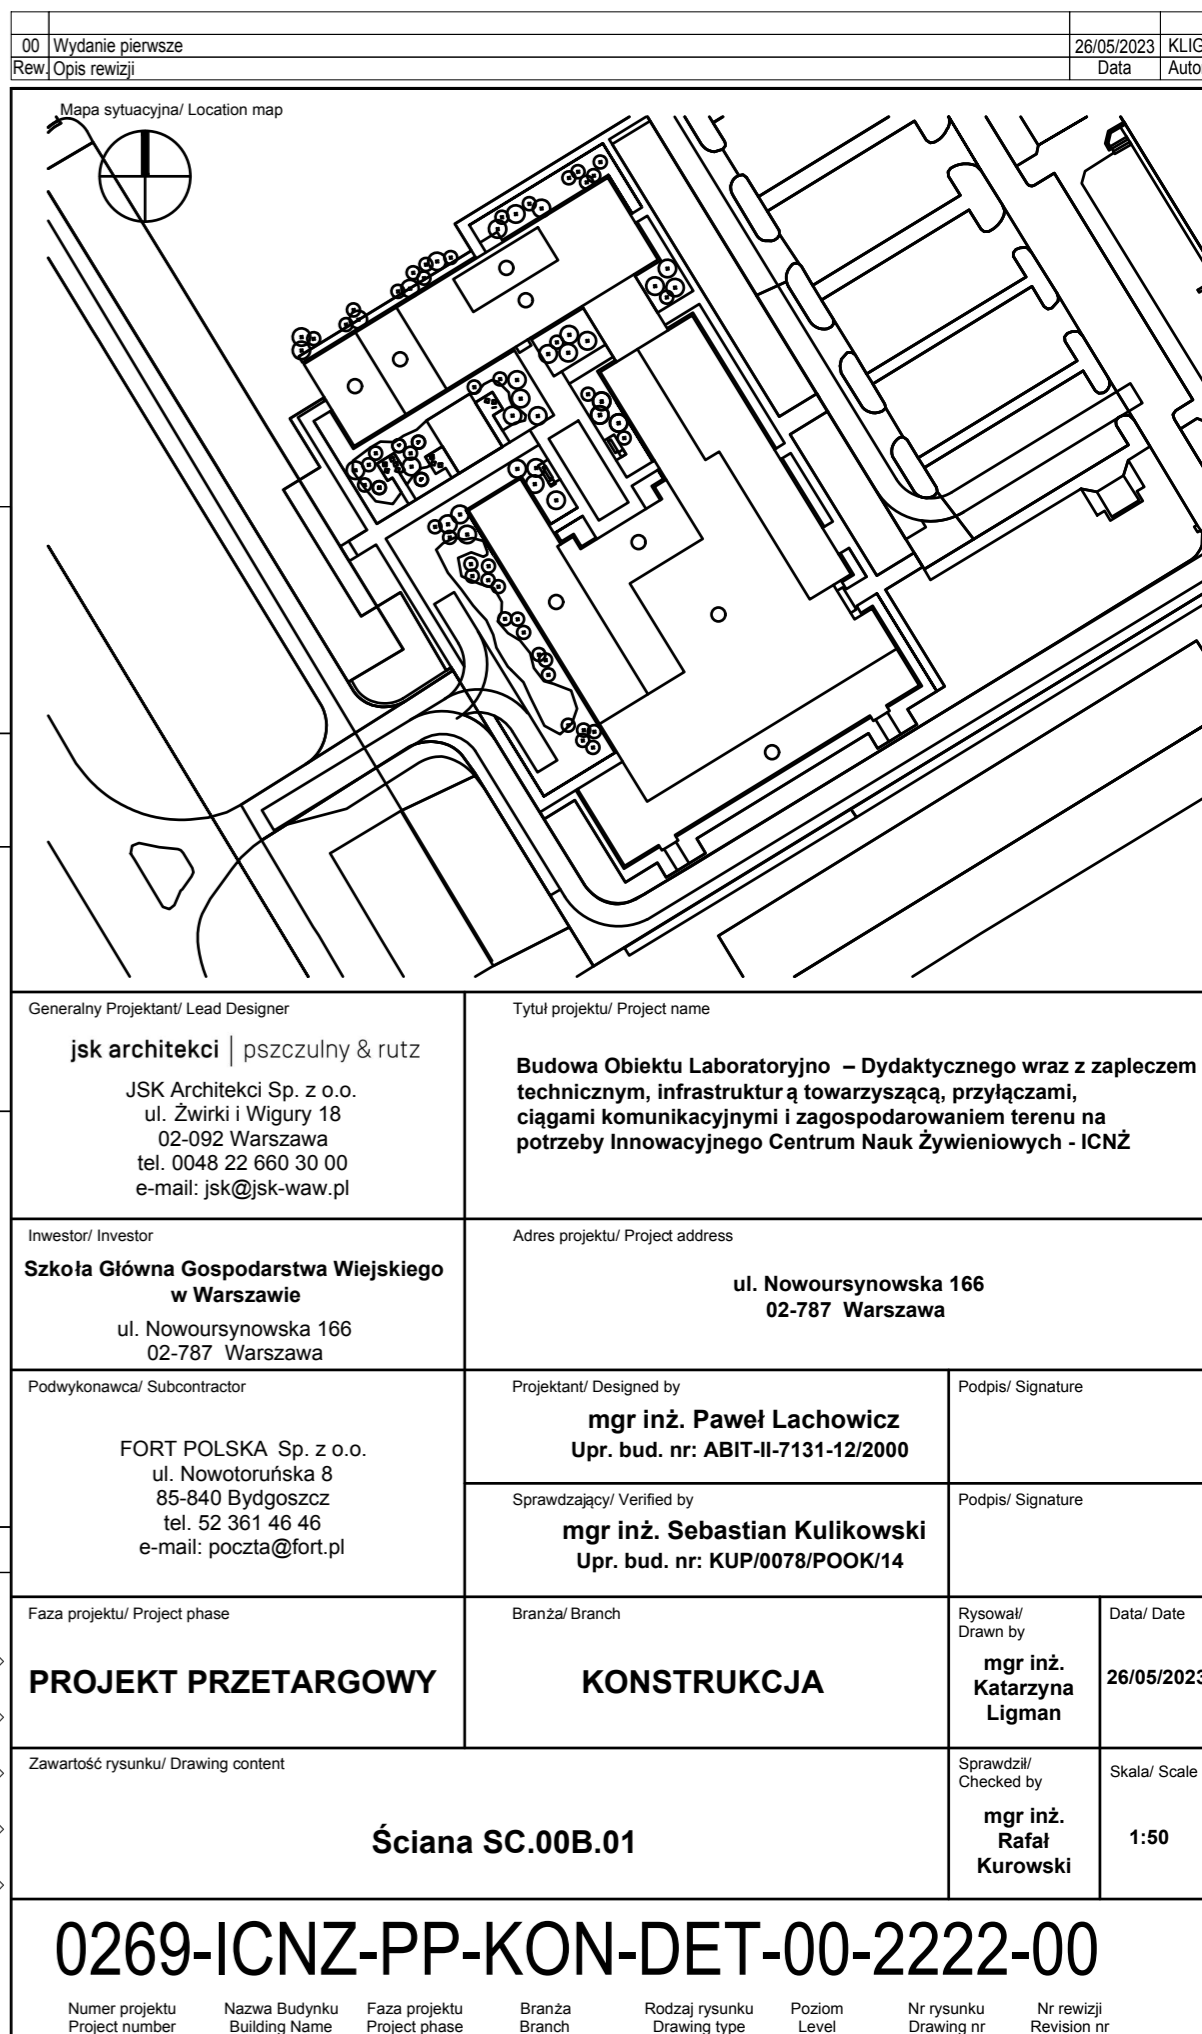 00 Wydanie pierwsze 26/05/2023 KLIG
Rew. Opis rewizji Data Auto
Mapa sytuacyjna/ Location map
Generalny Projektant/ Lead Designer
jsk architekci | pszczulny & rutz
JSK Architekci Sp. z o.o.
ul. Żwirki i Wigury 18
02-092 Warszawa
tel. 0048 22 660 30 00
e-mail: jsk@jsk-waw.pl
Tytuł projektu/ Project name
Budowa Obiektu Laboratoryjno – Dydaktycznego wraz z zapleczem
technicznym, infrastruktur ą towarzyszącą, przyłączami,
ciągami komunikacyjnymi i zagospodarowaniem terenu na
potrzeby Innowacyjnego Centrum Nauk Żywieniowych - ICNŻ
Inwestor/ Investor
Szkoła Główna Gospodarstwa Wiejskiego
w Warszawie
ul. Nowoursynowska 166
02-787 Warszawa
Adres projektu/ Project address
ul. Nowoursynowska 166
02-787 Warszawa
Podwykonawca/ Subcontractor
FORT POLSKA Sp. z o.o.
ul. Nowotoruńska 8
85-840 Bydgoszcz
tel. 52 361 46 46
e-mail: poczta@fort.pl
Projektant/ Designed by
mgr inż. Paweł Lachowicz
Upr. bud. nr: ABIT-II-7131-12/2000
Podpis/ Signature
Sprawdzający/ Verified by
mgr inż. Sebastian Kulikowski
Upr. bud. nr: KUP/0078/POOK/14
Podpis/ Signature
Faza projektu/ Project phase
PROJEKT PRZETARGOWY
Branża/ Branch
KONSTRUKCJA
Rysował/
Drawn by
mgr inż.
Katarzyna
Ligman
Data/ Date
26/05/2023
Zawartość rysunku/ Drawing content
Ściana SC.00B.01
Sprawdził/
Checked by
mgr inż.
Rafał
Kurowski
Skala/ Scale
1:50
0269-ICNZ-PP-KON-DET-00-2222-00
Numer projektu Nazwa Budynku Faza projektu Branża Rodzaj rysunku Poziom Nr rysunku Nr rewizji
Project number Building Name Project phase Branch Drawing type Level Drawing nr Revision nr